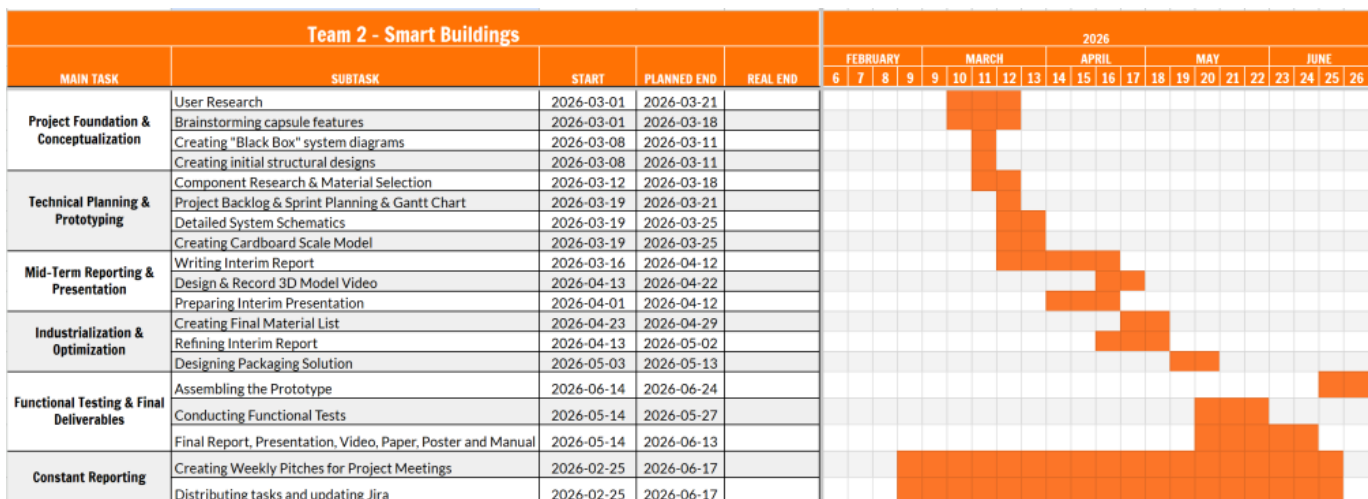 Team 2 - Smart Buildings
2026
FEBRUARY MARCH APRIL MAY JUNE
MAIN TASK SUBTASK START PLANNED END REAL END 6 7 8 9 9 10 11 12 13 14 15 16 17 18 19 20 21 22 23 24 25 26
Project Foundation & Conceptualization
User Research 2026-03-01 2026-03-21
Brainstorming capsule features 2026-03-01 2026-03-18
Creating "Black Box" system diagrams 2026-03-08 2026-03-11
Creating initial structural designs 2026-03-08 2026-03-11
Technical Planning & Prototyping
Component Research & Material Selection 2026-03-12 2026-03-18
Project Backlog & Sprint Planning & Gantt Chart 2026-03-19 2026-03-21
Detailed System Schematics 2026-03-19 2026-03-25
Creating Cardboard Scale Model 2026-03-19 2026-03-25
Mid-Term Reporting & Presentation
Writing Interim Report 2026-03-16 2026-04-12
Design & Record 3D Model Video 2026-04-13 2026-04-22
Preparing Interim Presentation 2026-04-01 2026-04-12
Industrialization & Optimization
Creating Final Material List 2026-04-23 2026-04-29
Refining Interim Report 2026-04-13 2026-05-02
Designing Packaging Solution 2026-05-03 2026-05-13
Functional Testing & Final Deliverables
Assembling the Prototype 2026-06-14 2026-06-24
Conducting Functional Tests 2026-05-14 2026-05-27
Final Report, Presentation, Video, Paper, Poster and Manual 2026-05-14 2026-06-13
Constant Reporting
Creating Weekly Pitches for Project Meetings 2026-02-25 2026-06-17
Distributing tasks and updating Jira 2026-02-25 2026-06-17